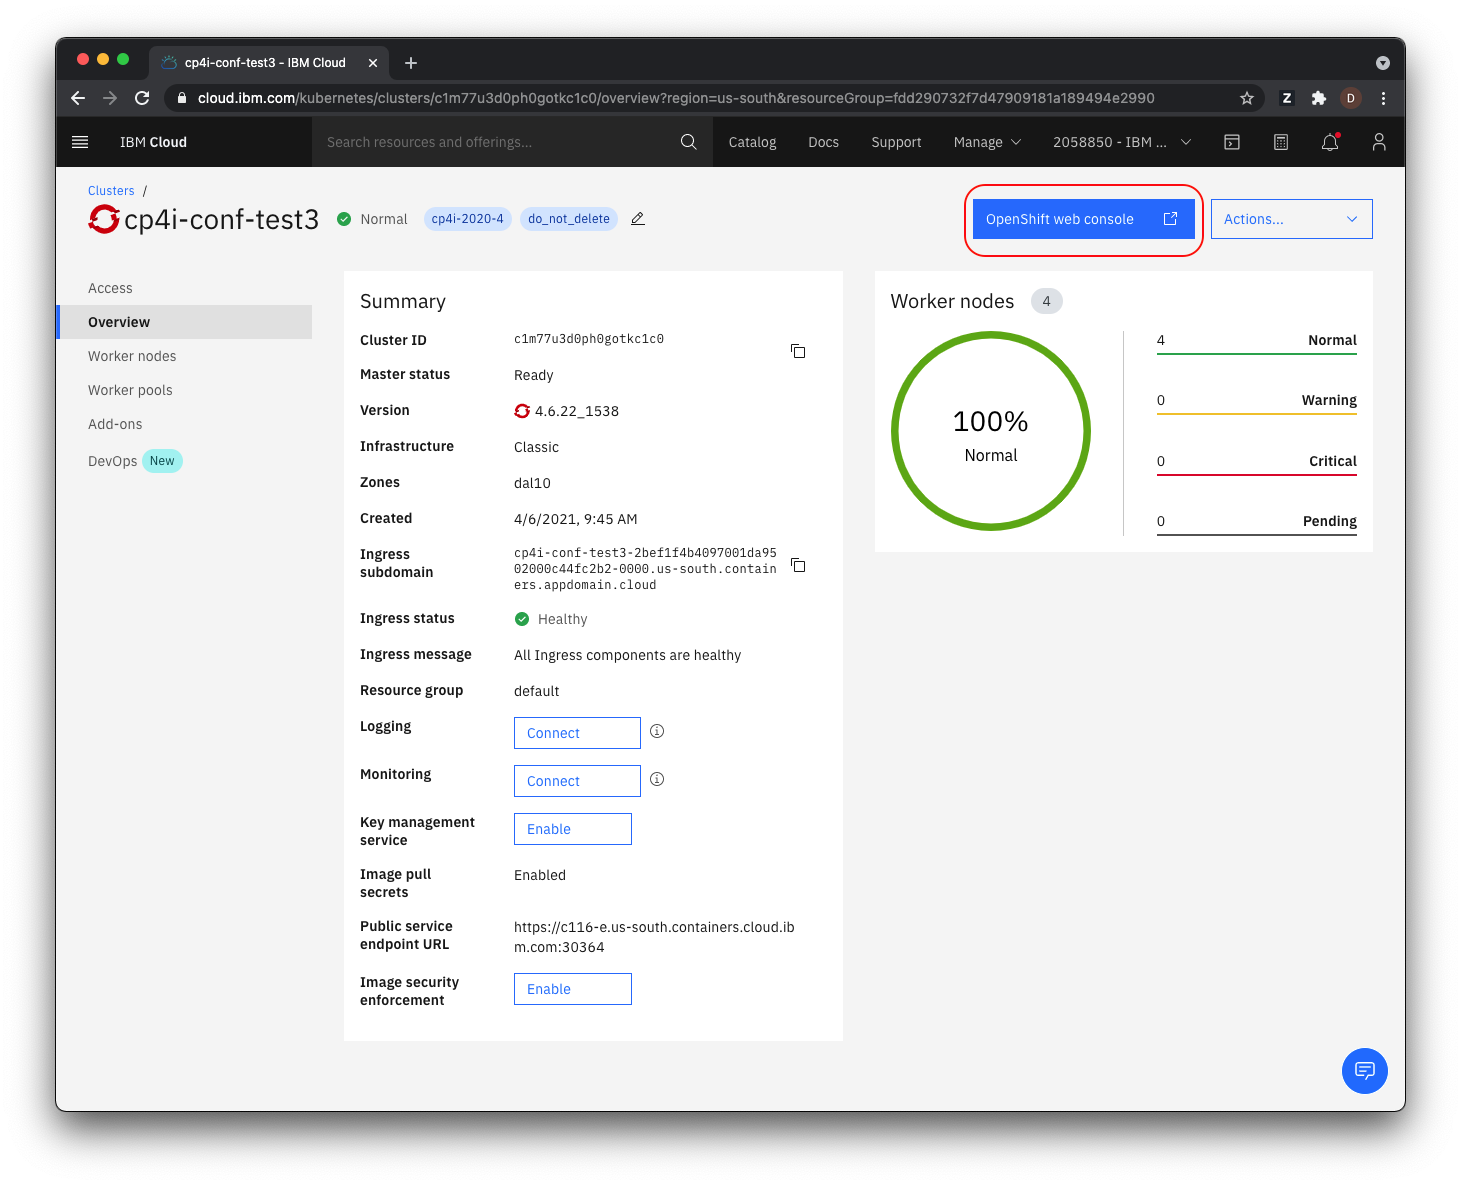 cp4i-conf-test3 - IBM Cloud
cloud.ibm.com/kubernetes/clusters/c1m77u3d0ph0gotkc1c0/overview?region=us-south&resourceGroup=fdd290732f7d47909181a189494e2990
Z
D
IBM Cloud
Search resources and offerings...
Catalog
Docs
Support
Manage
2058850 - IBM ...
Clusters /
cp4i-conf-test3
Normal
cp4i-2020-4
do_not_delete
OpenShift web console
Actions...
Access
Overview
Worker nodes
Worker pools
Add-ons
DevOps New
Summary
Cluster ID
c1m77u3d0ph0gotkc1c0
Master status
Ready
Version
4.6.22_1538
Infrastructure
Classic
Zones
dal10
Created
4/6/2021, 9:45 AM
Ingress
subdomain
cp4i-conf-test3-2bef1f4b4097001da95
02000c44fc2b2-0000.us-south.contain
ers.appdomain.cloud
Ingress status
Healthy
Ingress message
All Ingress components are healthy
Resource group
default
Logging
Connect
Monitoring
Connect
Key management
service
Enable
Image pull
secrets
Enabled
Public service
endpoint URL
https://c116-e.us-south.containers.cloud.ib
m.com:30364
Image security
enforcement
Enable
Worker nodes 4
100%
Normal
4 Normal
0 Warning
0 Critical
0 Pending